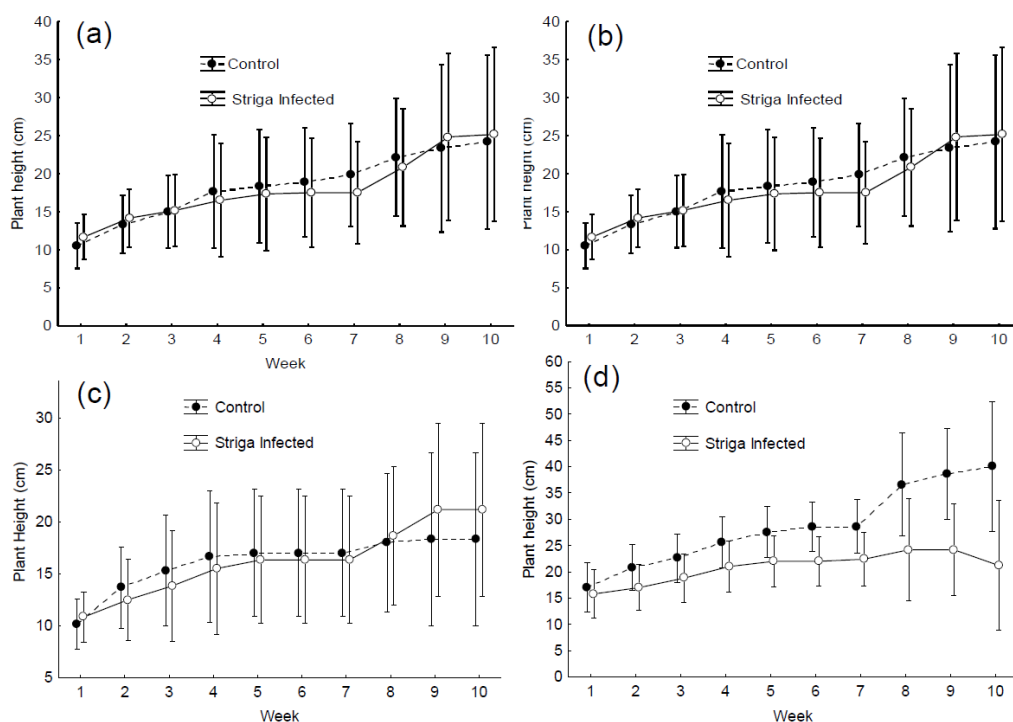 (a)
Control
Striga Infected
Plant height (cm)
40
35
30
25
20
15
10
5
0
1 2 3 4 5 6 7 8 9 10
Week
(b)
Control
Striga Infected
Plant height (cm)
40
35
30
25
20
15
10
5
0
1 2 3 4 5 6 7 8 9 10
(c)
Control
Striga Infected
Plant Height (cm)
30
25
20
15
10
5
1 2 3 4 5 6 7 8 9 10
Week
(d)
Control
Striga Infected
Plant height (cm)
60
55
50
45
40
35
30
25
20
15
10
5
0
1 2 3 4 5 6 7 8 9 10
Week